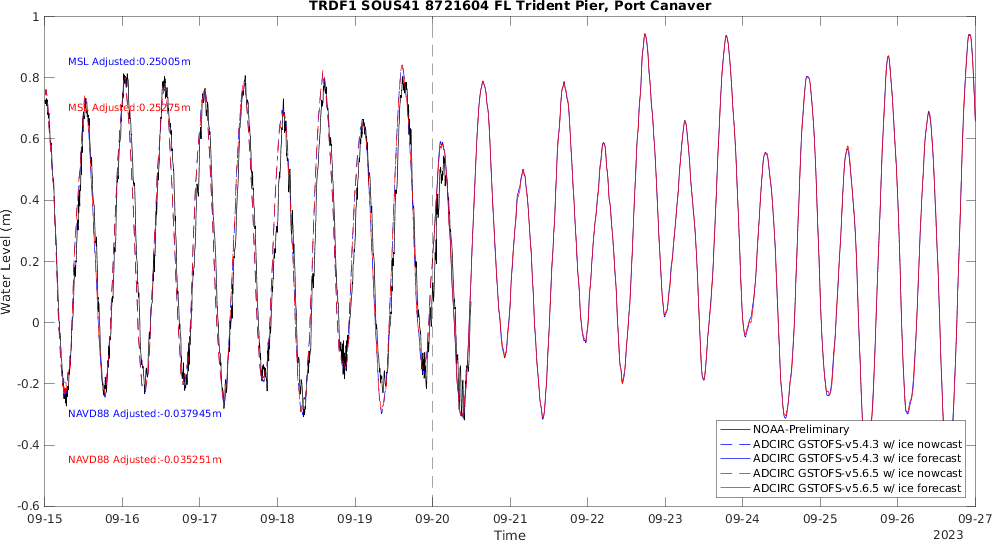 TRDF1 SOUS41 8721604 FL Trident Pier, Port Canaver
1
0.8
0.6
0.4
0.2
0
-0.2
-0.4
-0.6
Water Level (m)
MSL Adjusted:0.25005m
MSL Adjusted:0.25275m
NAVD88 Adjusted:-0.037945m
NAVD88 Adjusted:-0.035251m
NOAA-Preliminary
ADCIRC GSTOFS-v5.4.3 w/ ice nowcast
ADCIRC GSTOFS-v5.4.3 w/ ice forecast
ADCIRC GSTOFS-v5.6.5 w/ ice nowcast
ADCIRC GSTOFS-v5.6.5 w/ ice forecast
09-15 09-16 09-17 09-18 09-19 09-20 09-21 09-22 09-23 09-24 09-25 09-26 09-27
Time
2023